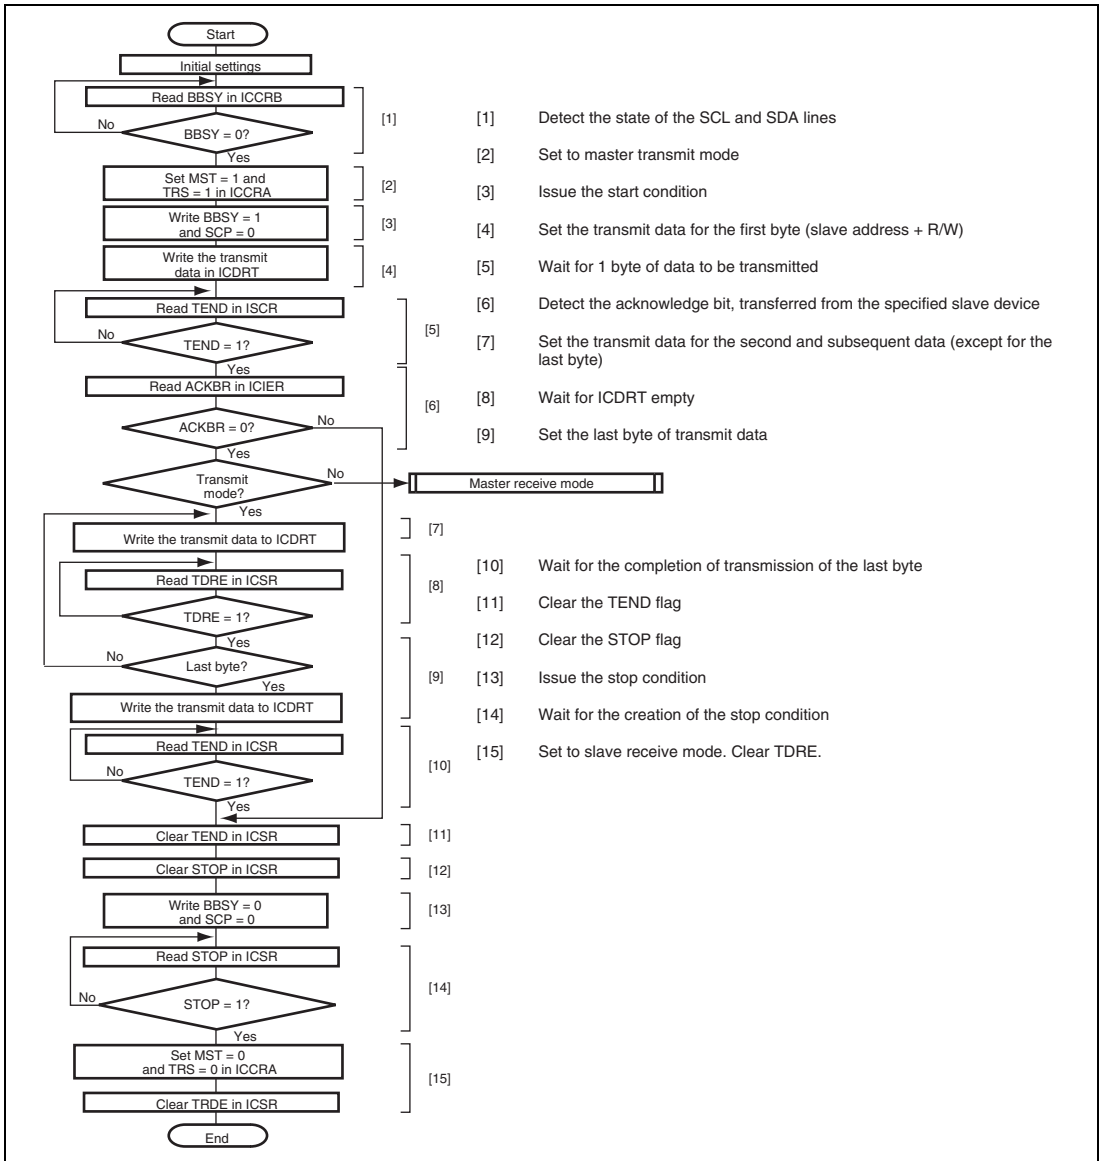 Start
Initial settings
Read BBSY in ICCRB
No
BBSY = 0?
[1]
Yes
Set MST = 1 and
TRS = 1 in ICCRA
[2]
Write BBSY = 1
and SCP = 0
[3]
Write the transmit
data in ICDRT
[4]
Read TEND in ISCR
No
TEND = 1?
[5]
Yes
Read ACKBR in ICIER
[6]
ACKBR = 0?
No
Yes
Transmit
mode?
No
Master receive mode
Yes
Write the transmit data to ICDRT
[7]
Read TDRE in ICSR
[8]
TDRE = 1?
Yes
No
Last byte?
[9]
Yes
Write the transmit data to ICDRT
Read TEND in ICSR
No
TEND = 1?
[10]
Yes
Clear TEND in ICSR
[11]
Clear STOP in ICSR
[12]
Write BBSY = 0
and SCP = 0
[13]
Read STOP in ICSR
No
STOP = 1?
[14]
Yes
Set MST = 0
and TRS = 0 in ICCRA
[15]
Clear TRDE in ICSR
End
[1] Detect the state of the SCL and SDA lines
[2] Set to master transmit mode
[3] Issue the start condition
[4] Set the transmit data for the first byte (slave address + R/W)
[5] Wait for 1 byte of data to be transmitted
[6] Detect the acknowledge bit, transferred from the specified slave device
[7] Set the transmit data for the second and subsequent data (except for the
last byte)
[8] Wait for ICDRT empty
[9] Set the last byte of transmit data
[10] Wait for the completion of transmission of the last byte
[11] Clear the TEND flag
[12] Clear the STOP flag
[13] Issue the stop condition
[14] Wait for the creation of the stop condition
[15] Set to slave receive mode. Clear TDRE.